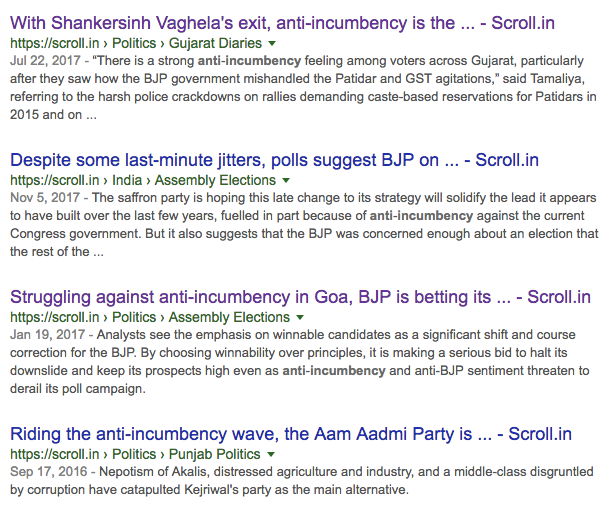 With Shankersinh Vaghela's exit, anti-incumbency is the ... - Scroll.in
https://scroll.in › Politics › Gujarat Diaries
Jul 22, 2017 - “There is a strong anti-incumbency feeling among voters across Gujarat, particularly
after they saw how the BJP government mishandled the Patidar and GST agitations,” said Tamaliya,
referring to the harsh police crackdowns on rallies demanding caste-based reservations for Patidars in
2015 and on ...
Despite some last-minute jitters, polls suggest BJP on ... - Scroll.in
https://scroll.in › India › Assembly Elections
Nov 5, 2017 - The saffron party is hoping this late change to its strategy will solidify the lead it appears
to have built over the last few years, fuelled in part because of anti-incumbency against the current
Congress government. But it also suggests that the BJP was concerned enough about an election that
the rest of the ...
Struggling against anti-incumbency in Goa, BJP is betting its ... - Scroll.in
https://scroll.in › Politics › Assembly Elections
Jan 19, 2017 - Analysts see the emphasis on winnable candidates as a significant shift and course
correction for the BJP. By choosing winnability over principles, it is making a serious bid to halt its
downslide and keep its prospects high even as anti-incumbency and anti-BJP sentiment threaten to
derail its poll campaign.
Riding the anti-incumbency wave, the Aam Aadmi Party is ... - Scroll.in
https://scroll.in › Politics › Punjab Politics
Sep 17, 2016 - Nepotism of Akalis, distressed agriculture and industry, and a middle-class disgruntled
by corruption have catapulted Kejriwal's party as the main alternative.